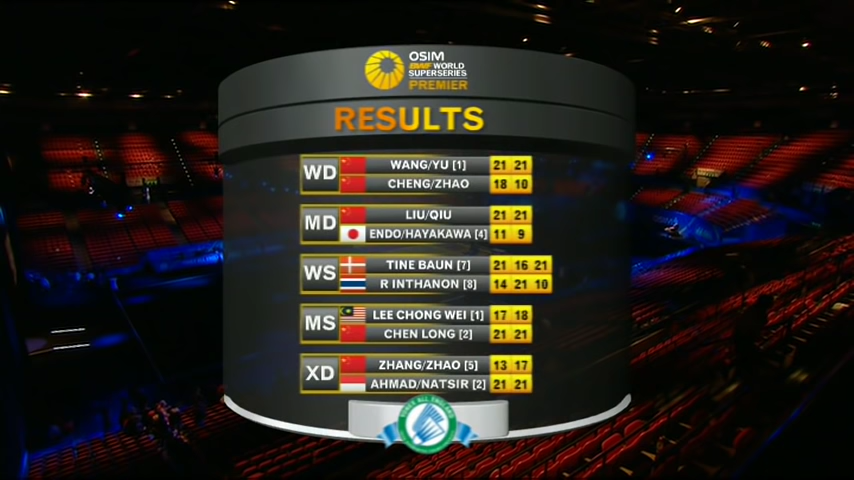 OSIM
BWF WORLD
SUPERSERIES
PREMIER
RESULTS
WD WANG/YU [1] 21 21
CHENG/ZHAO 18 10
MD LIU/QIU 21 21
ENDO/HAYAKAWA [4] 11 9
WS TINE BAUN [7] 21 16 21
R INTHANON [8] 14 21 10
MS LEE CHONG WEI [1] 17 18
CHEN LONG [2] 21 21
XD ZHANG/ZHAO [5] 13 17
AHMAD/NATSIR [2] 21 21
YONEX ALL ENGLAND